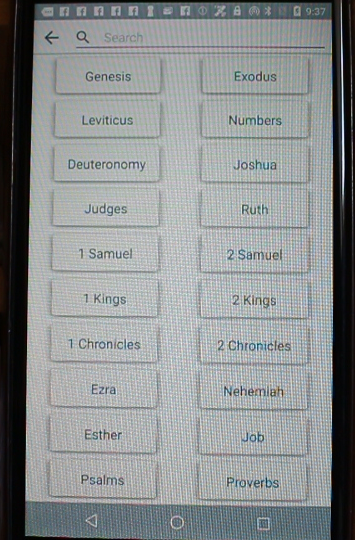 9:37
Search
Genesis Exodus
Leviticus Numbers
Deuteronomy Joshua
Judges Ruth
1 Samuel 2 Samuel
1 Kings 2 Kings
1 Chronicles 2 Chronicles
Ezra Nehemiah
Esther Job
Psalms Proverbs